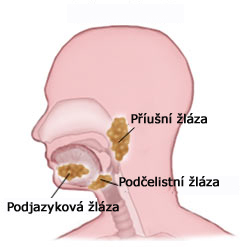 Příušní žláza
Podčelistní žláza
Podjazyková žláza